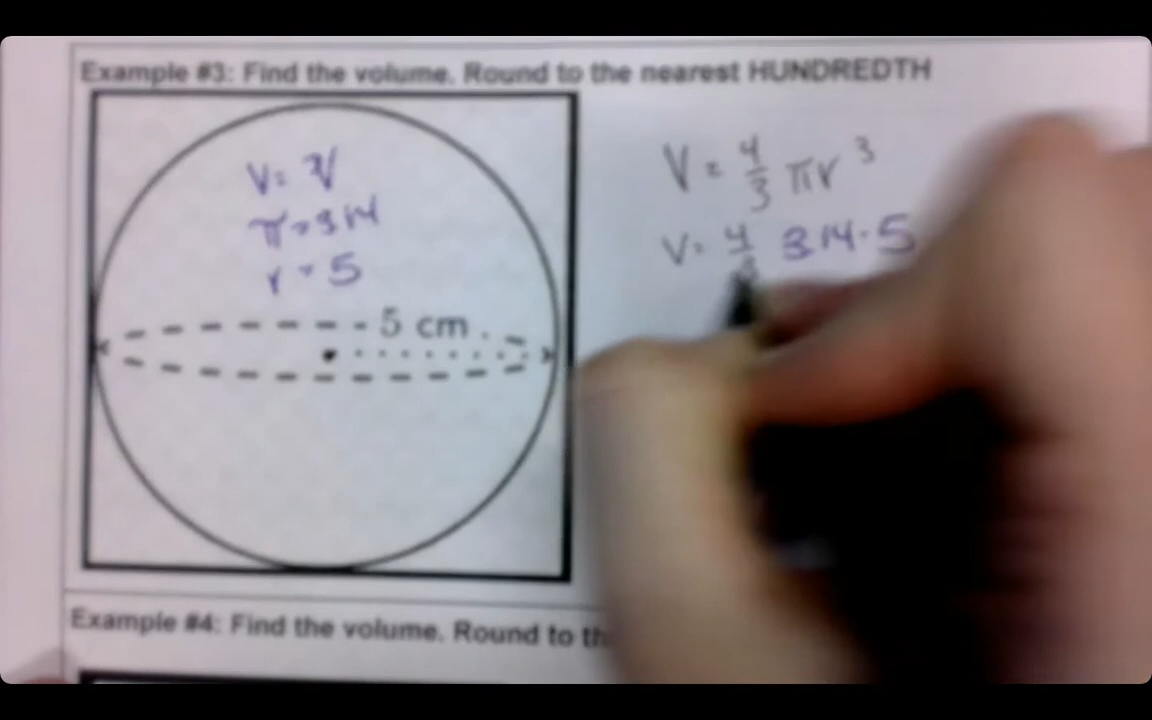 Example #3: Find the volume. Round to the nearest HUNDREDTH
V = V
π = 3.14
r = 5
5 cm
V = 4/3 πr³
V = 4/3 3.14 · 5
Example #4: Find the volume. Round to